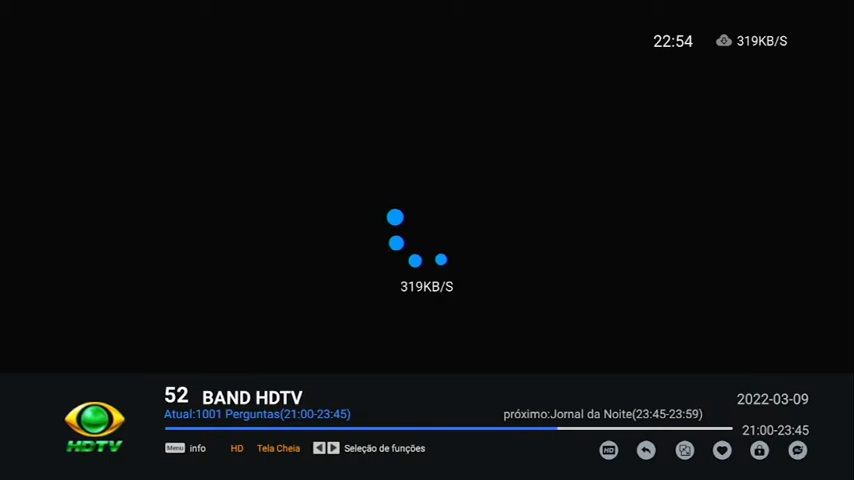 22:54 319KB/S
319KB/S
52 BAND HDTV 2022-03-09
Atual:1001 Perguntas(21:00-23:45) próximo:Jornal da Noite(23:45-23:59)
21:00-23:45
HDTV
Menu info HD Tela Cheia Seleção de funções HD